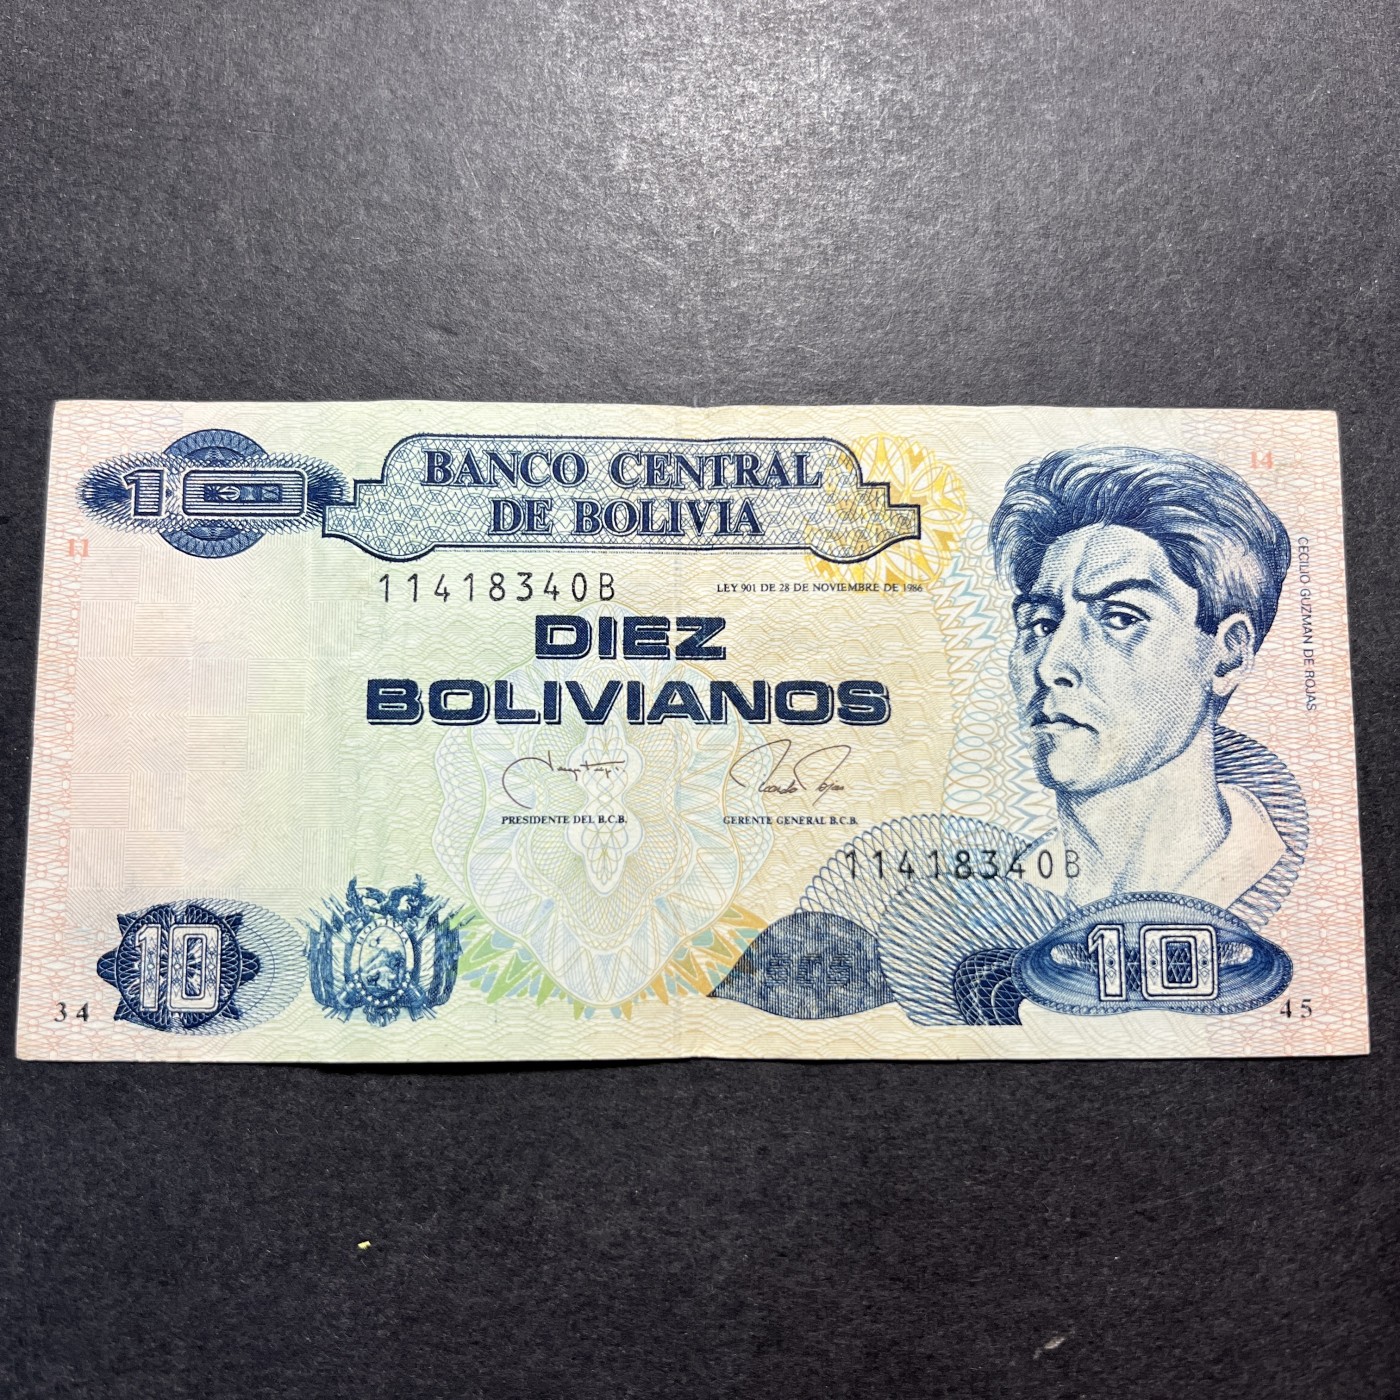 10
BANCO CENTRAL
DE BOLIVIA
14
11
11418340B
LEY 901 DE 28 DE NOVIEMBRE DE 1986
DIEZ
BOLIVIANOS
CECILIO GUZMAN DE ROJAS
PRESIDENTE DEL B.C.B.
GERENTE GENERAL B.C.B.
11418340B
10
10
34
45